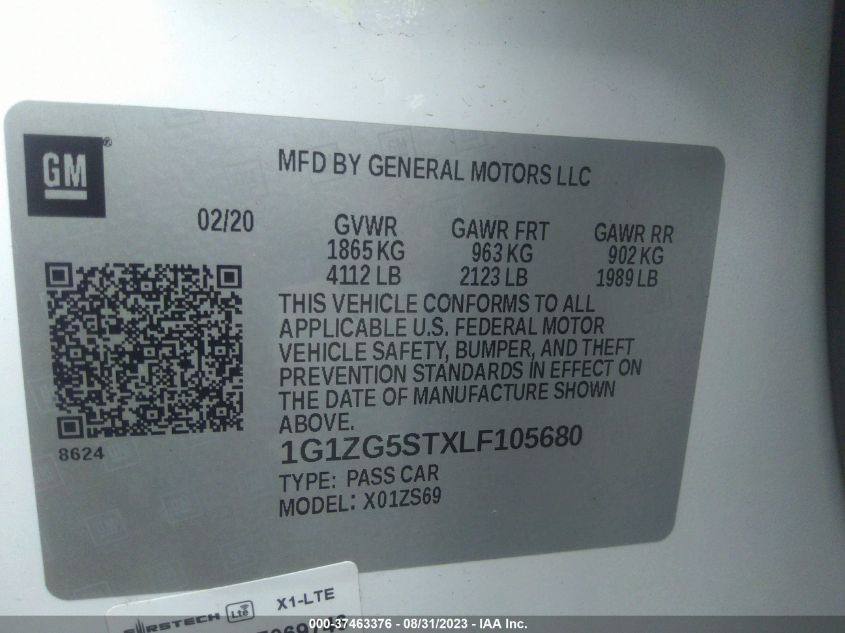 GM
MFD BY GENERAL MOTORS LLC
02/20
GVWR GAWR FRT GAWR RR
1865 KG 963 KG 902 KG
4112 LB 2123 LB 1989 LB
THIS VEHICLE CONFORMS TO ALL
APPLICABLE U.S. FEDERAL MOTOR
VEHICLE SAFETY, BUMPER, AND THEFT
PREVENTION STANDARDS IN EFFECT ON
THE DATE OF MANUFACTURE SHOWN
ABOVE.
8624
1G1ZG5STXLF105680
TYPE: PASS CAR
MODEL: X01ZS69
FIRSTECH Lte X1-LTE
000-37463376 - 08/31/2023 - IAA Inc.